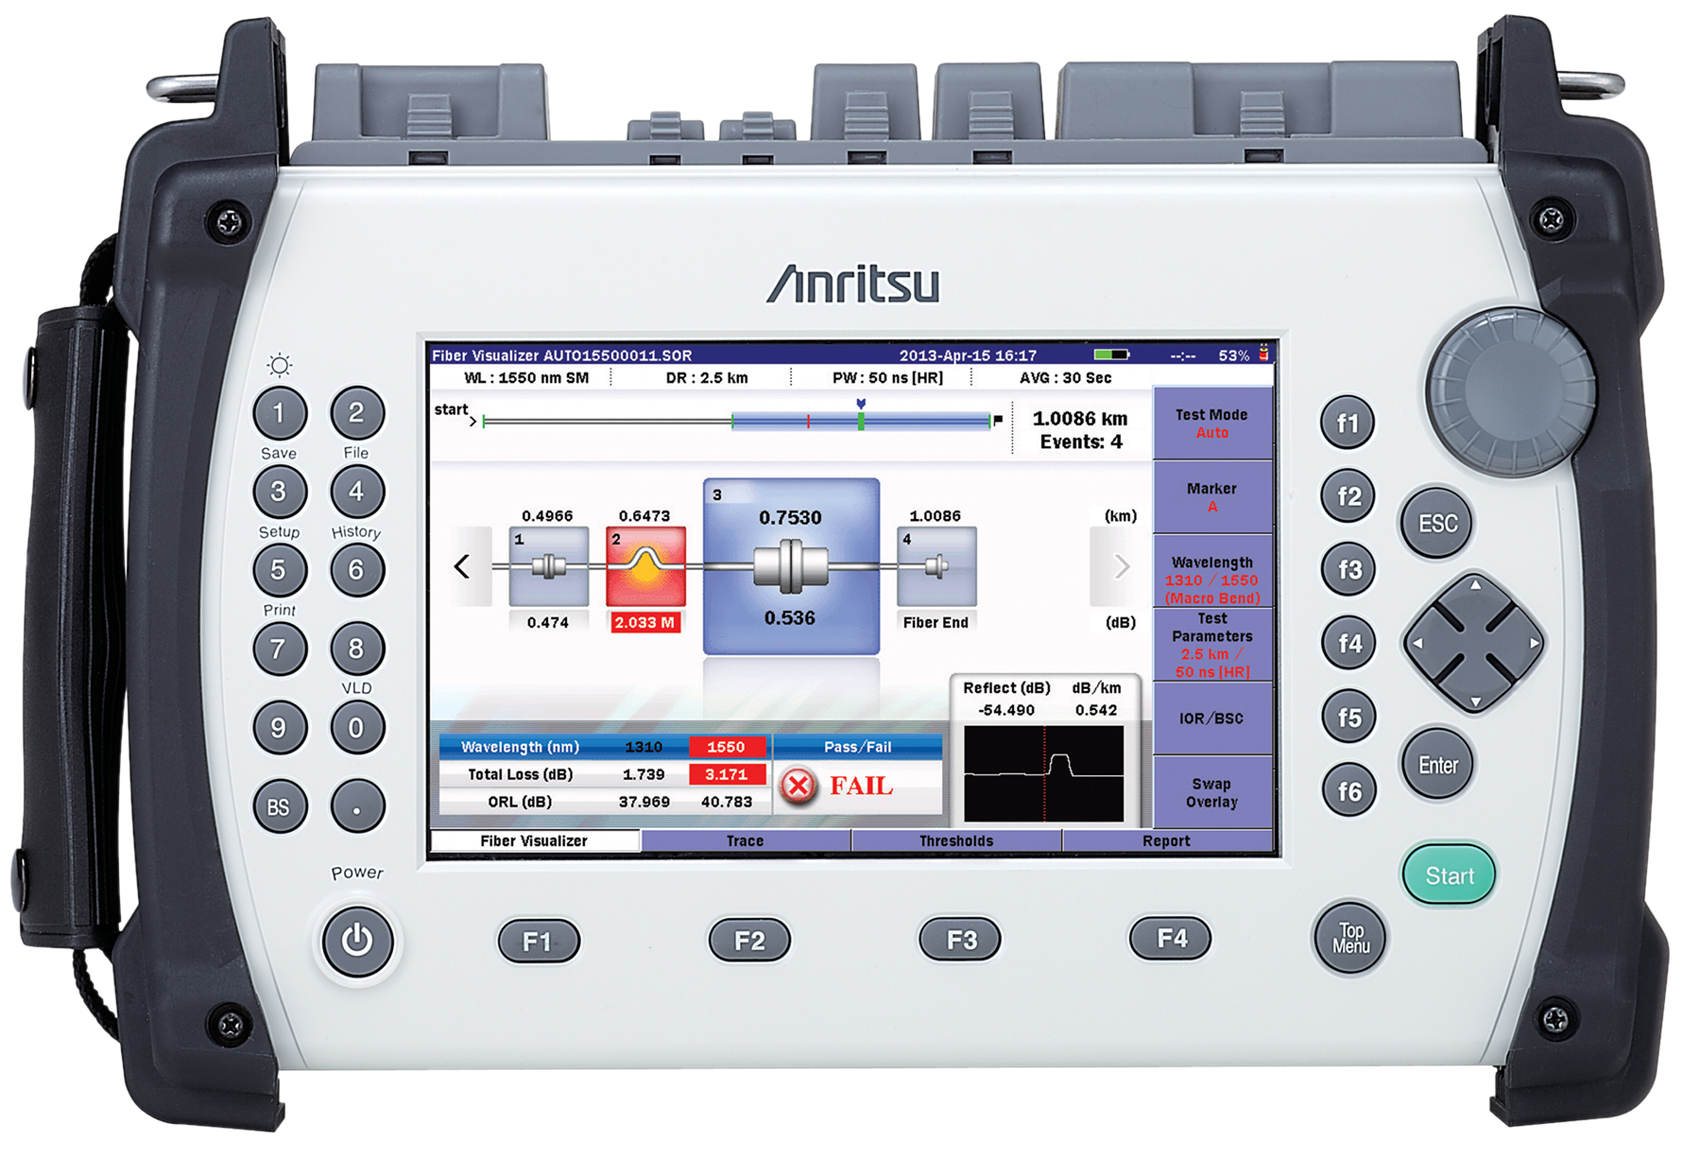 Anritsu
Fiber Visualizer AUTO15500011.SOR 2013-Apr-15 16:17 --:-- 53%
WL : 1550 nm SM DR : 2.5 km PW : 50 ns [HR] AVG : 30 Sec
start
1.0086 km
Events: 4
0.4966 0.6473 3 0.7530 1.0086 (km)
1 2 4
0.474 2.033 M 0.536 Fiber End (dB)
Reflect (dB) dB/km
-54.490 0.542
Wavelength (nm) 1310 1550 Pass/Fail
Total Loss (dB) 1.739 3.171 FAIL
ORL (dB) 37.969 40.783
Test Mode
Auto
Marker
A
Wavelength
1310 / 1550
(Macro Bend)
Test
Parameters
2.5 km /
50 ns [HR]
IOR/BSC
Swap
Overlay
Fiber Visualizer Trace Thresholds Report
1 2
Save File
3 4
Setup History
5 6
Print
7 8
VLD
9 0
BS .
Power
f1
f2
f3
f4
f5
f6
ESC
Enter
Start
Top
Menu
F1 F2 F3 F4